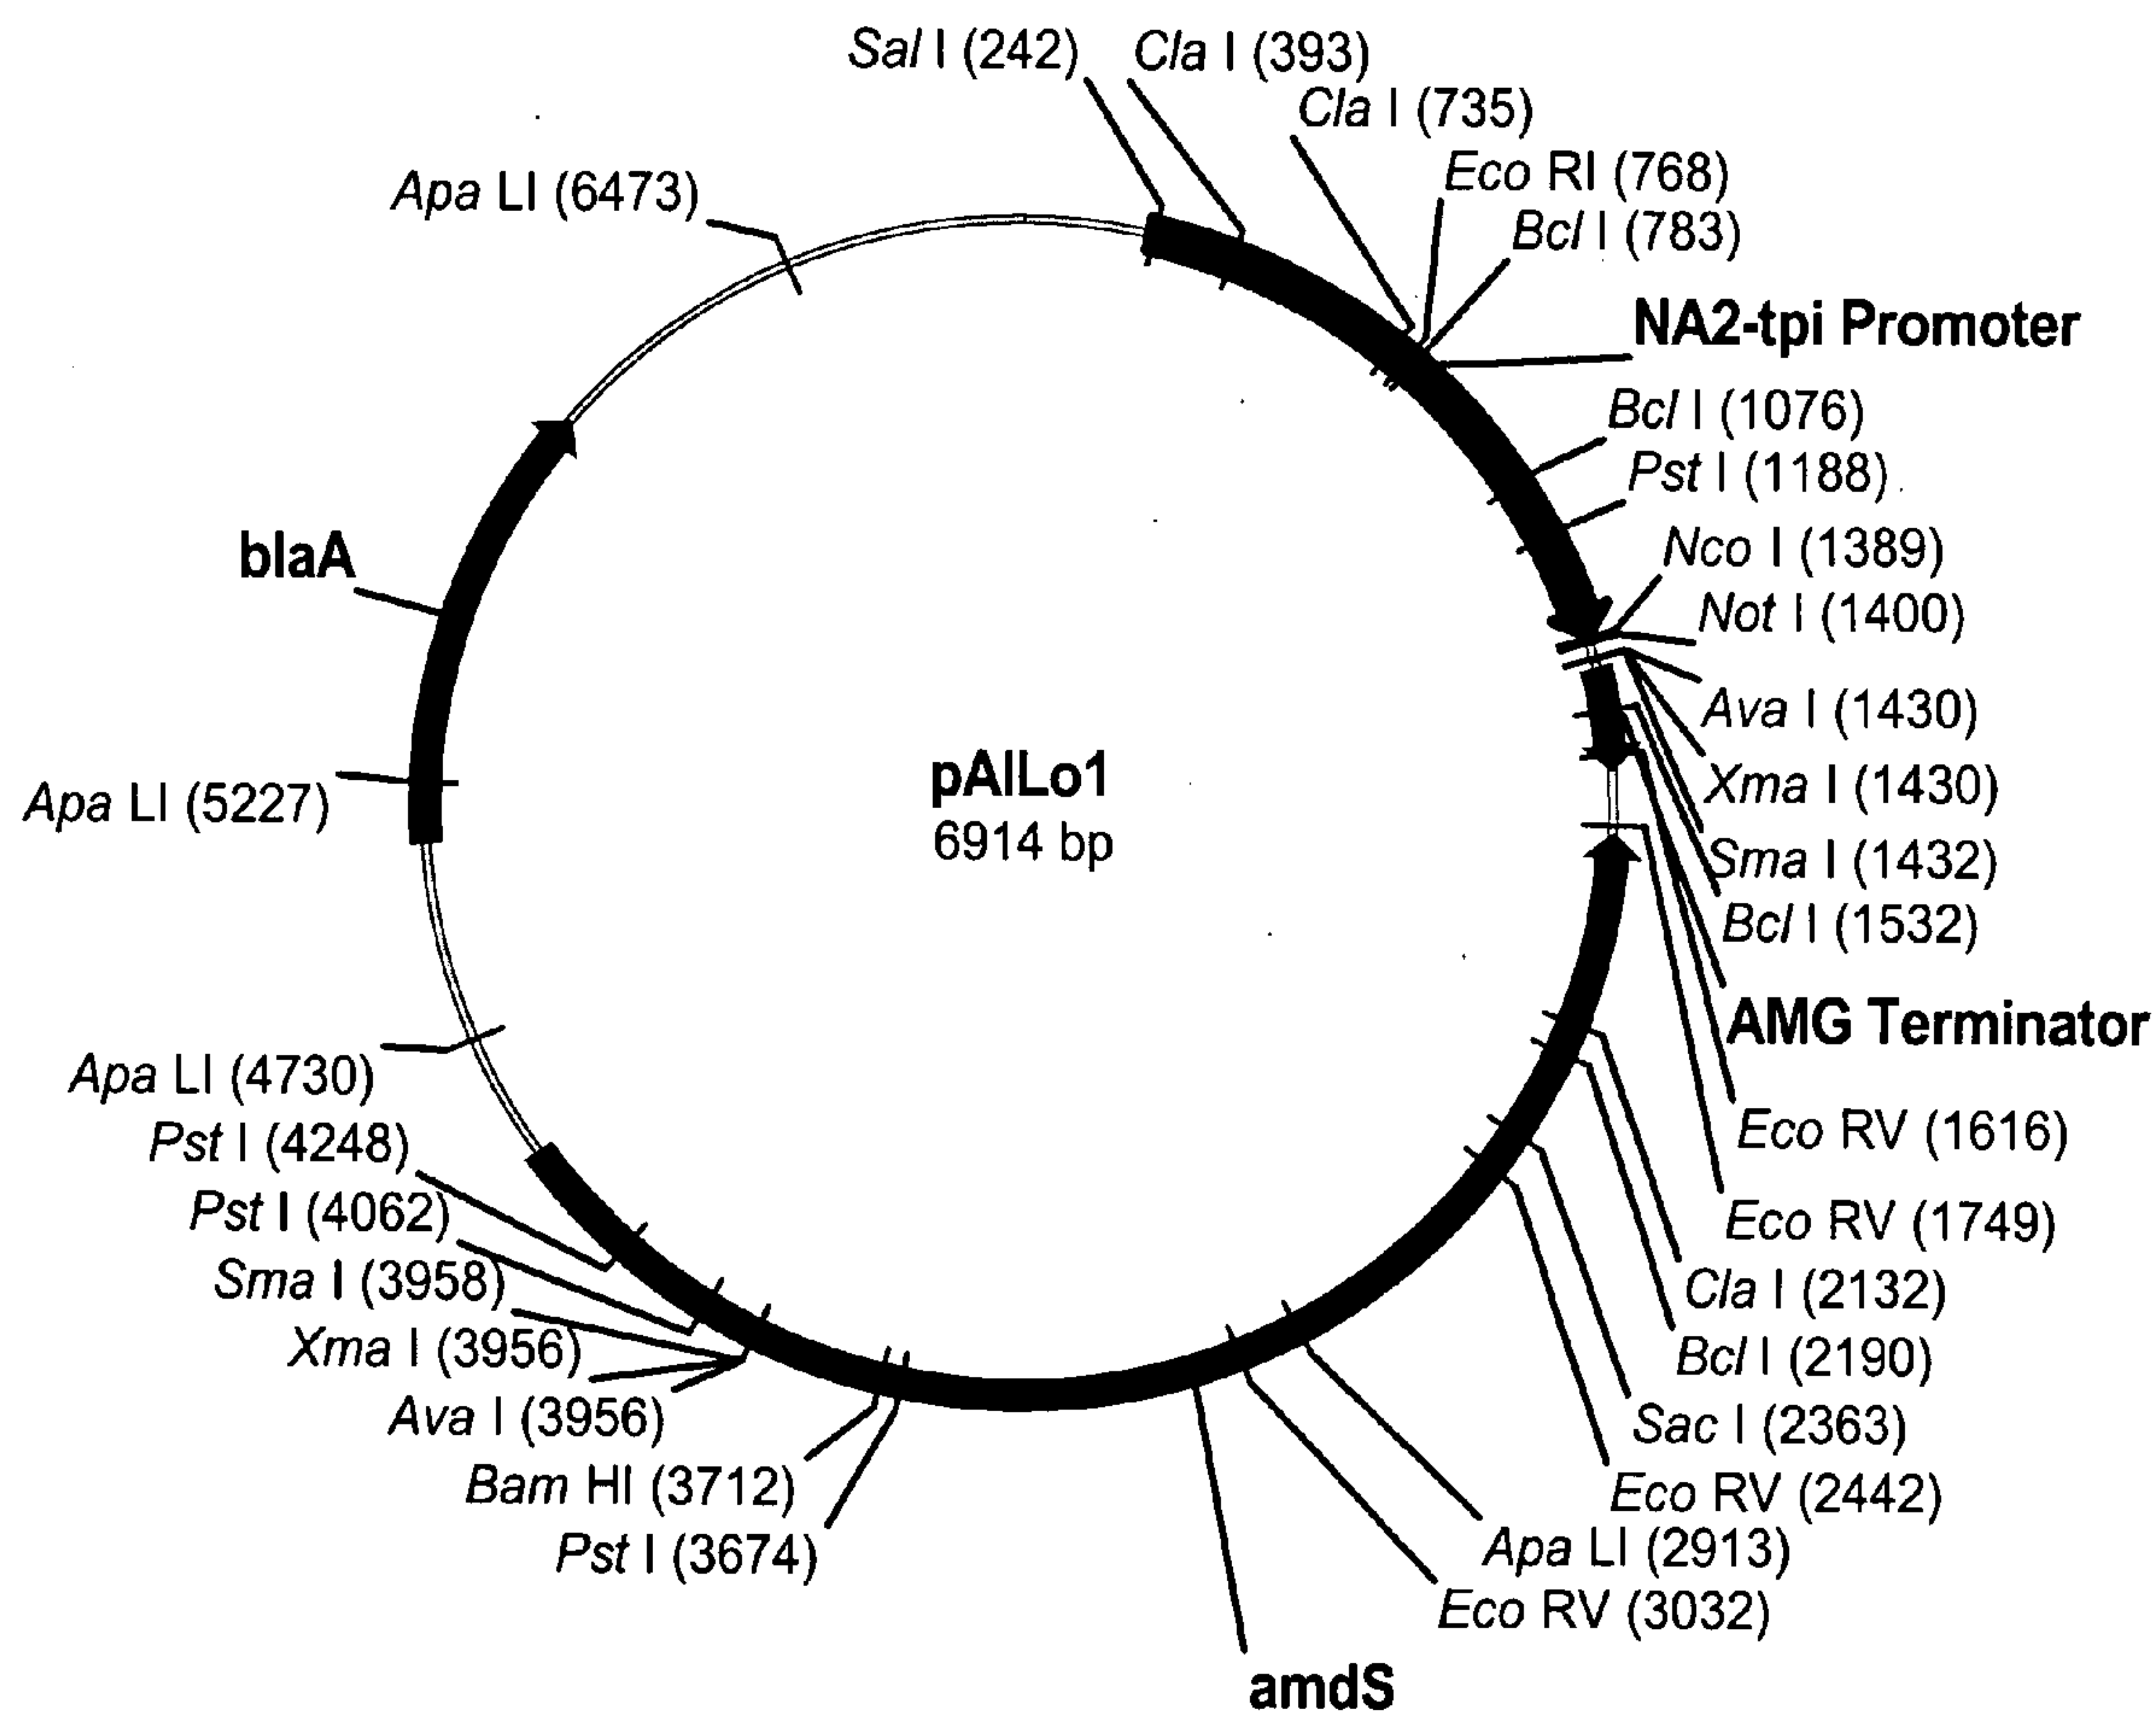 Sal I (242)
Cla I (393)
Cla I (735)
Eco RI (768)
Bcl I (783)
NA2-tpi Promoter
Bcl I (1076)
Pst I (1188)
Nco I (1389)
Not I (1400)
Ava I (1430)
Xma I (1430)
Sma I (1432)
Bcl I (1532)
AMG Terminator
Eco RV (1616)
Eco RV (1749)
Cla I (2132)
Bcl I (2190)
Sac I (2363)
Eco RV (2442)
Apa LI (2913)
Eco RV (3032)
amdS
Pst I (3674)
Bam HI (3712)
Ava I (3956)
Xma I (3956)
Sma I (3958)
Pst I (4062)
Pst I (4248)
Apa LI (4730)
Apa LI (5227)
blaA
Apa LI (6473)
pAlLo1
6914 bp